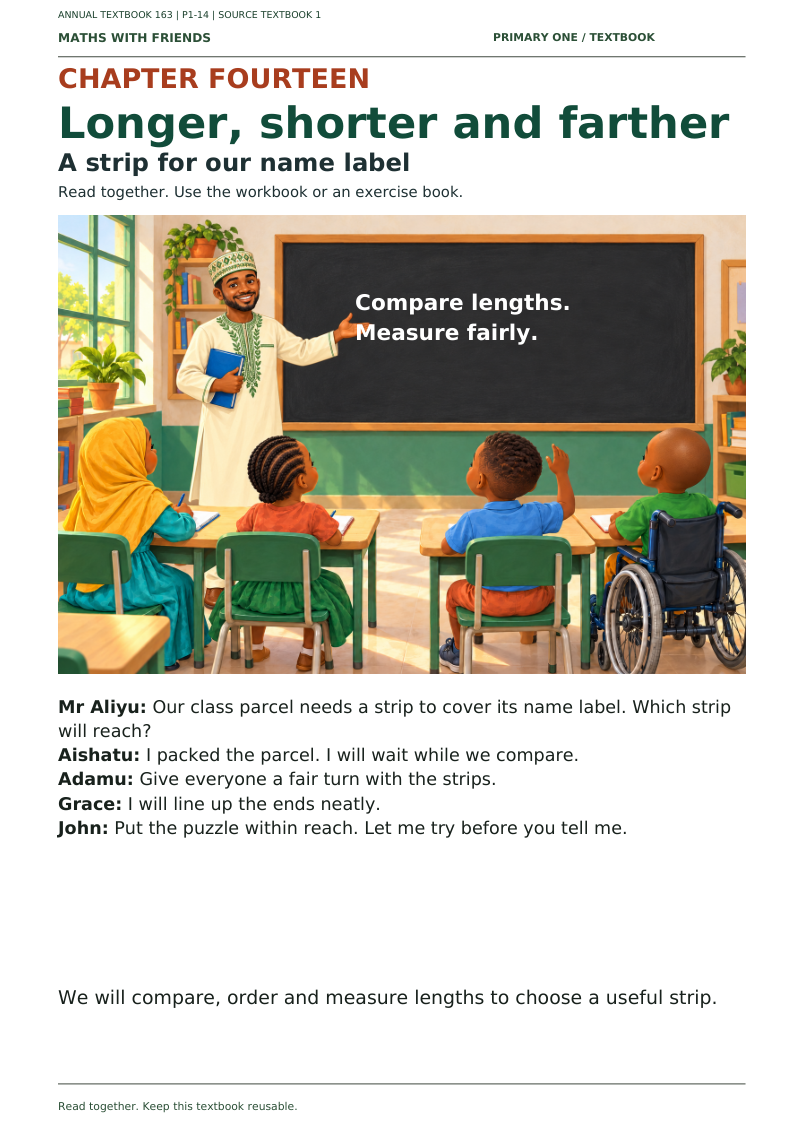 ANNUAL TEXTBOOK 163 | P1-14 | SOURCE TEXTBOOK 1
MATHS WITH FRIENDS
PRIMARY ONE / TEXTBOOK
CHAPTER FOURTEEN
Longer, shorter and farther
A strip for our name label
Read together. Use the workbook or an exercise book.
Compare lengths.
Measure fairly.
Mr Aliyu: Our class parcel needs a strip to cover its name label. Which strip
will reach?
Aishatu: I packed the parcel. I will wait while we compare.
Adamu: Give everyone a fair turn with the strips.
Grace: I will line up the ends neatly.
John: Put the puzzle within reach. Let me try before you tell me.
We will compare, order and measure lengths to choose a useful strip.
Read together. Keep this textbook reusable.